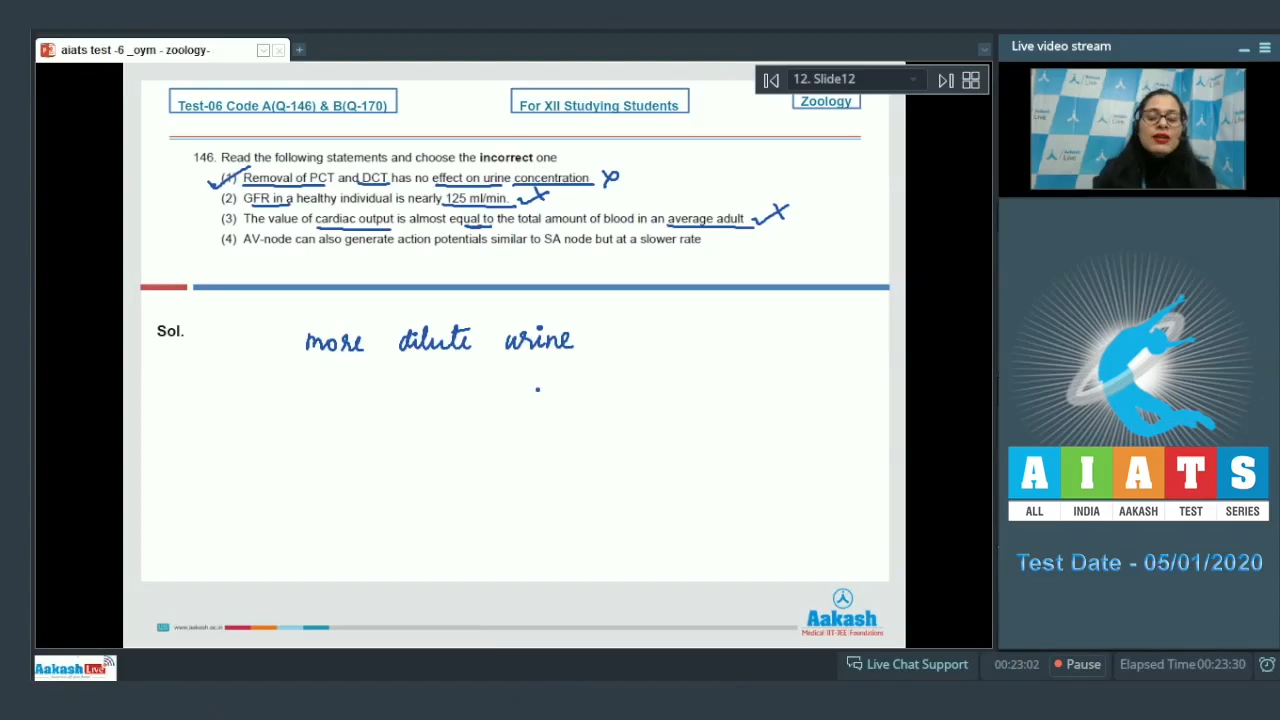 aiats test -6 _oym - zoology-
Live video stream
12. Slide12
Test-06 Code A(Q-146) & B(Q-170)
For XII Studying Students
Zoology
146. Read the following statements and choose the incorrect one
(1) Removal of PCT and DCT has no effect on urine concentration
(2) GFR in a healthy individual is nearly 125 ml/min.
(3) The value of cardiac output is almost equal to the total amount of blood in an average adult
(4) AV-node can also generate action potentials similar to SA node but at a slower rate
Sol.
more dilute urine
A I A T S
ALL INDIA AAKASH TEST SERIES
Test Date - 05/01/2020
www.aakash.ac.in
Aakash
Medical|IIT-JEE|Foundations
Aakash Live
Live Chat Support
00:23:02
Pause
Elapsed Time 00:23:30